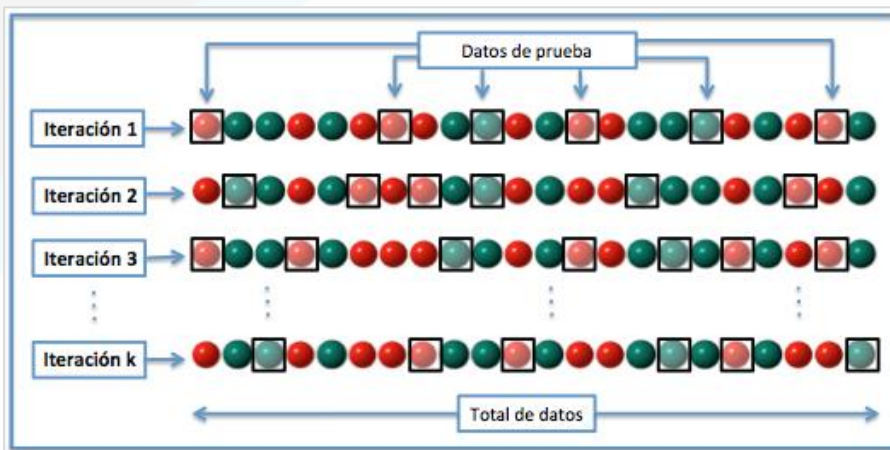 Datos de prueba
Iteración 1
Iteración 2
Iteración 3
Iteración k
Total de datos